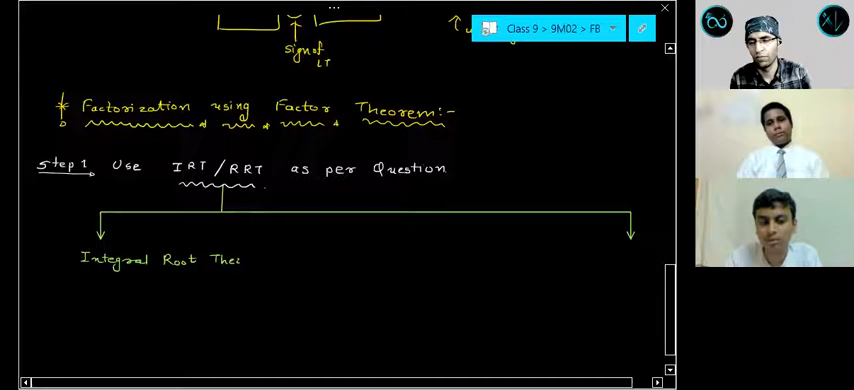 sign of
LT
Class 9 > 9M02 > FB
* Factorization using Factor Theorem:-
Step 1 Use IRT/RRT as per Question
Integral Root The